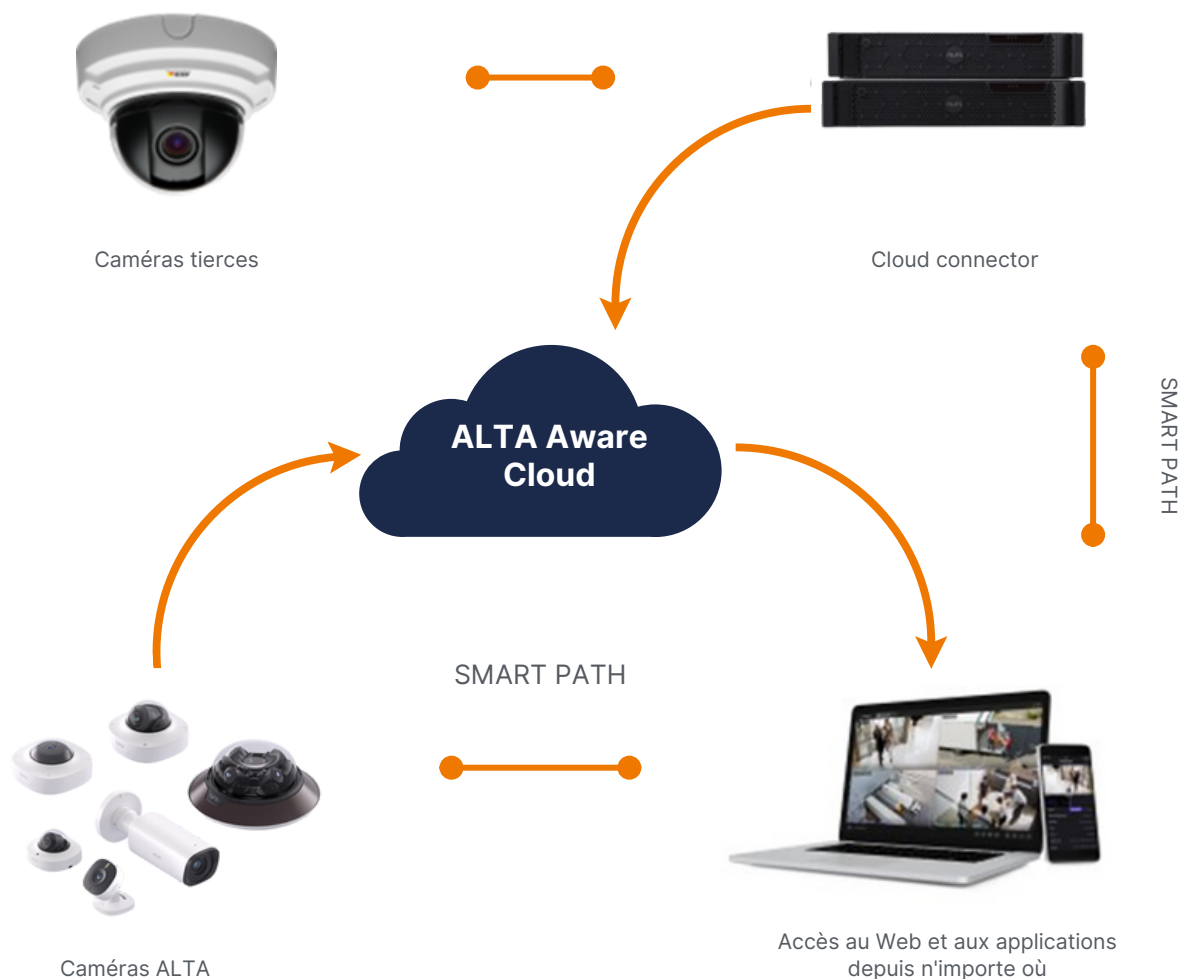 Caméras tierces
Cloud connector
ALTA Aware
Cloud
SMART PATH
SMART PATH
Caméras ALTA
Accès au Web et aux applications
depuis n'importe où